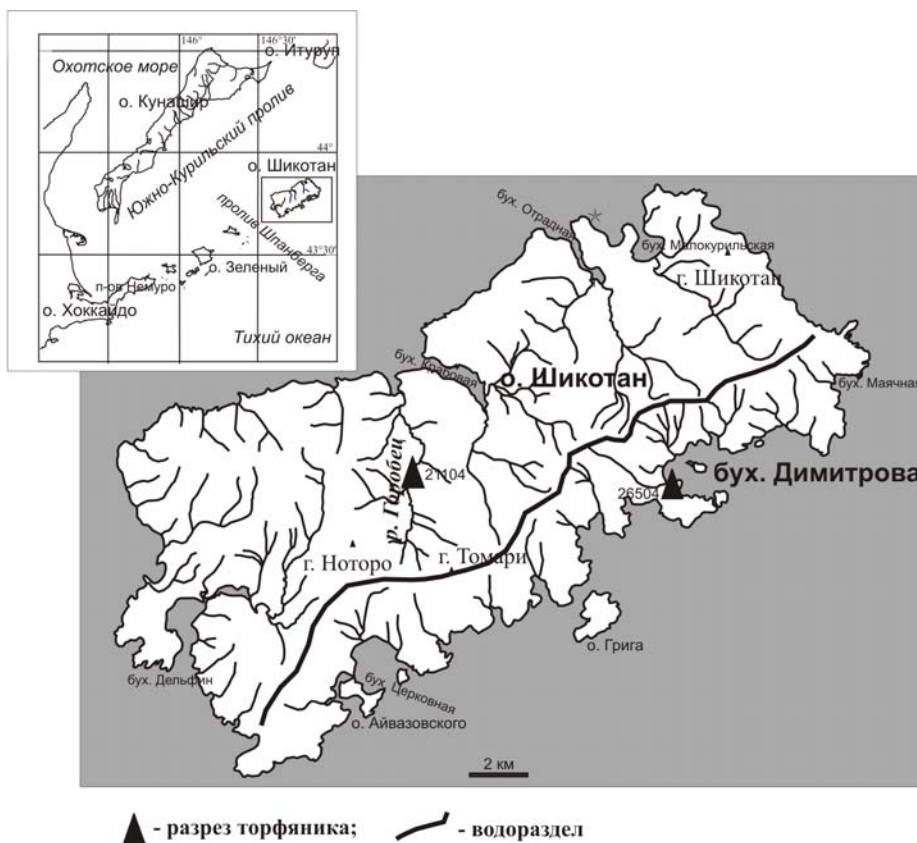 146°
146°30'
о. Итуруп
Охотское море
о. Кунашир
Южно-Курильский пролив
44°
о. Шикотан
пролив Шпанберга
43°30'
о. Зеленый
п-ов Немуро
о. Хоккайдо
Тихий океан
бух. Отрадная
бух. Малокурильская
г. Шикотан
бух. Крабовая
о. Шикотан
бух. Маячная
р. Горобец
21104
бух. Димитрова
26504
г. Ноторо
г. Томари
о. Грига
бух. Дельфин
бух. Церковная
о. Айвазовского
2 км
- разрез торфяника;
- водораздел